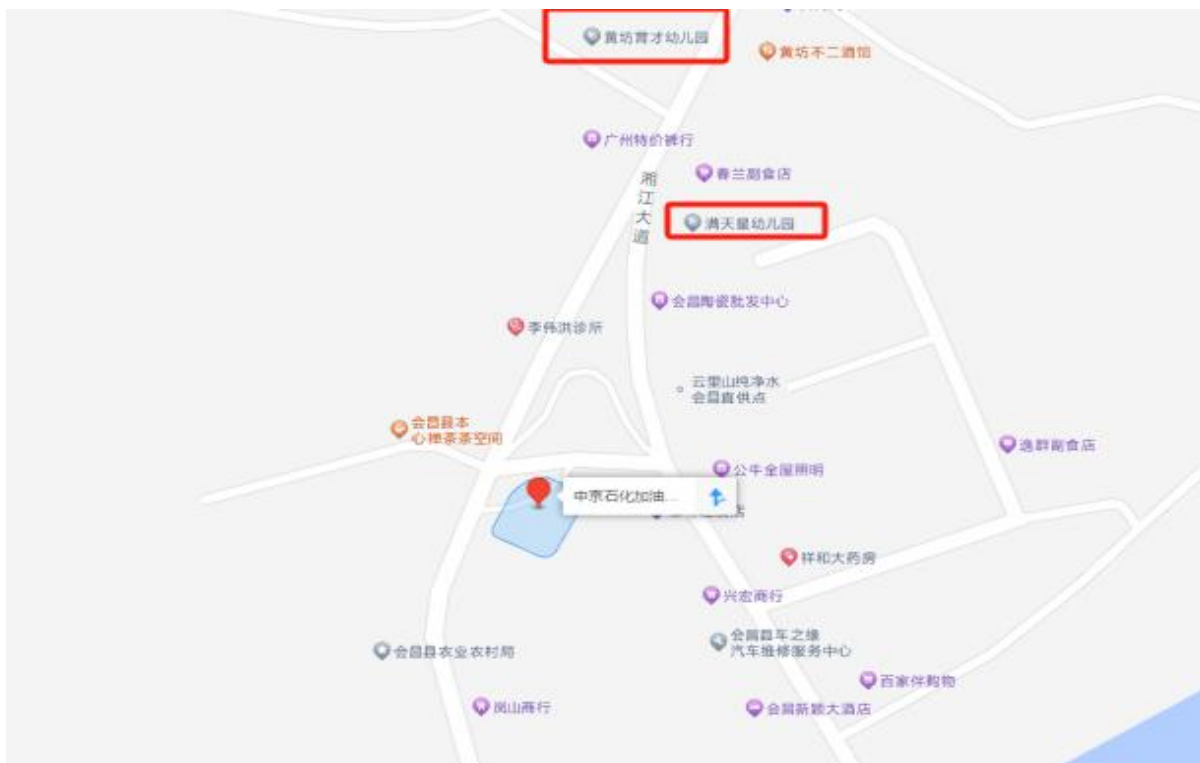 黄坊育才幼儿园
黄坊不二酒馆
广州特价裤行
春兰副食店
湘江大道
满天星幼儿园
会昌陶瓷批发中心
李伟洪诊所
云里山纯净水
会昌直供点
会昌县本
心禅茶茶空间
逸群副食店
公牛全屋照明
中京石化加油...
店
祥和大药房
兴宏商行
会昌县车之缘
汽车维修服务中心
会昌县农业农村局
百家伴购物
岚山商行
会昌新颖大酒店